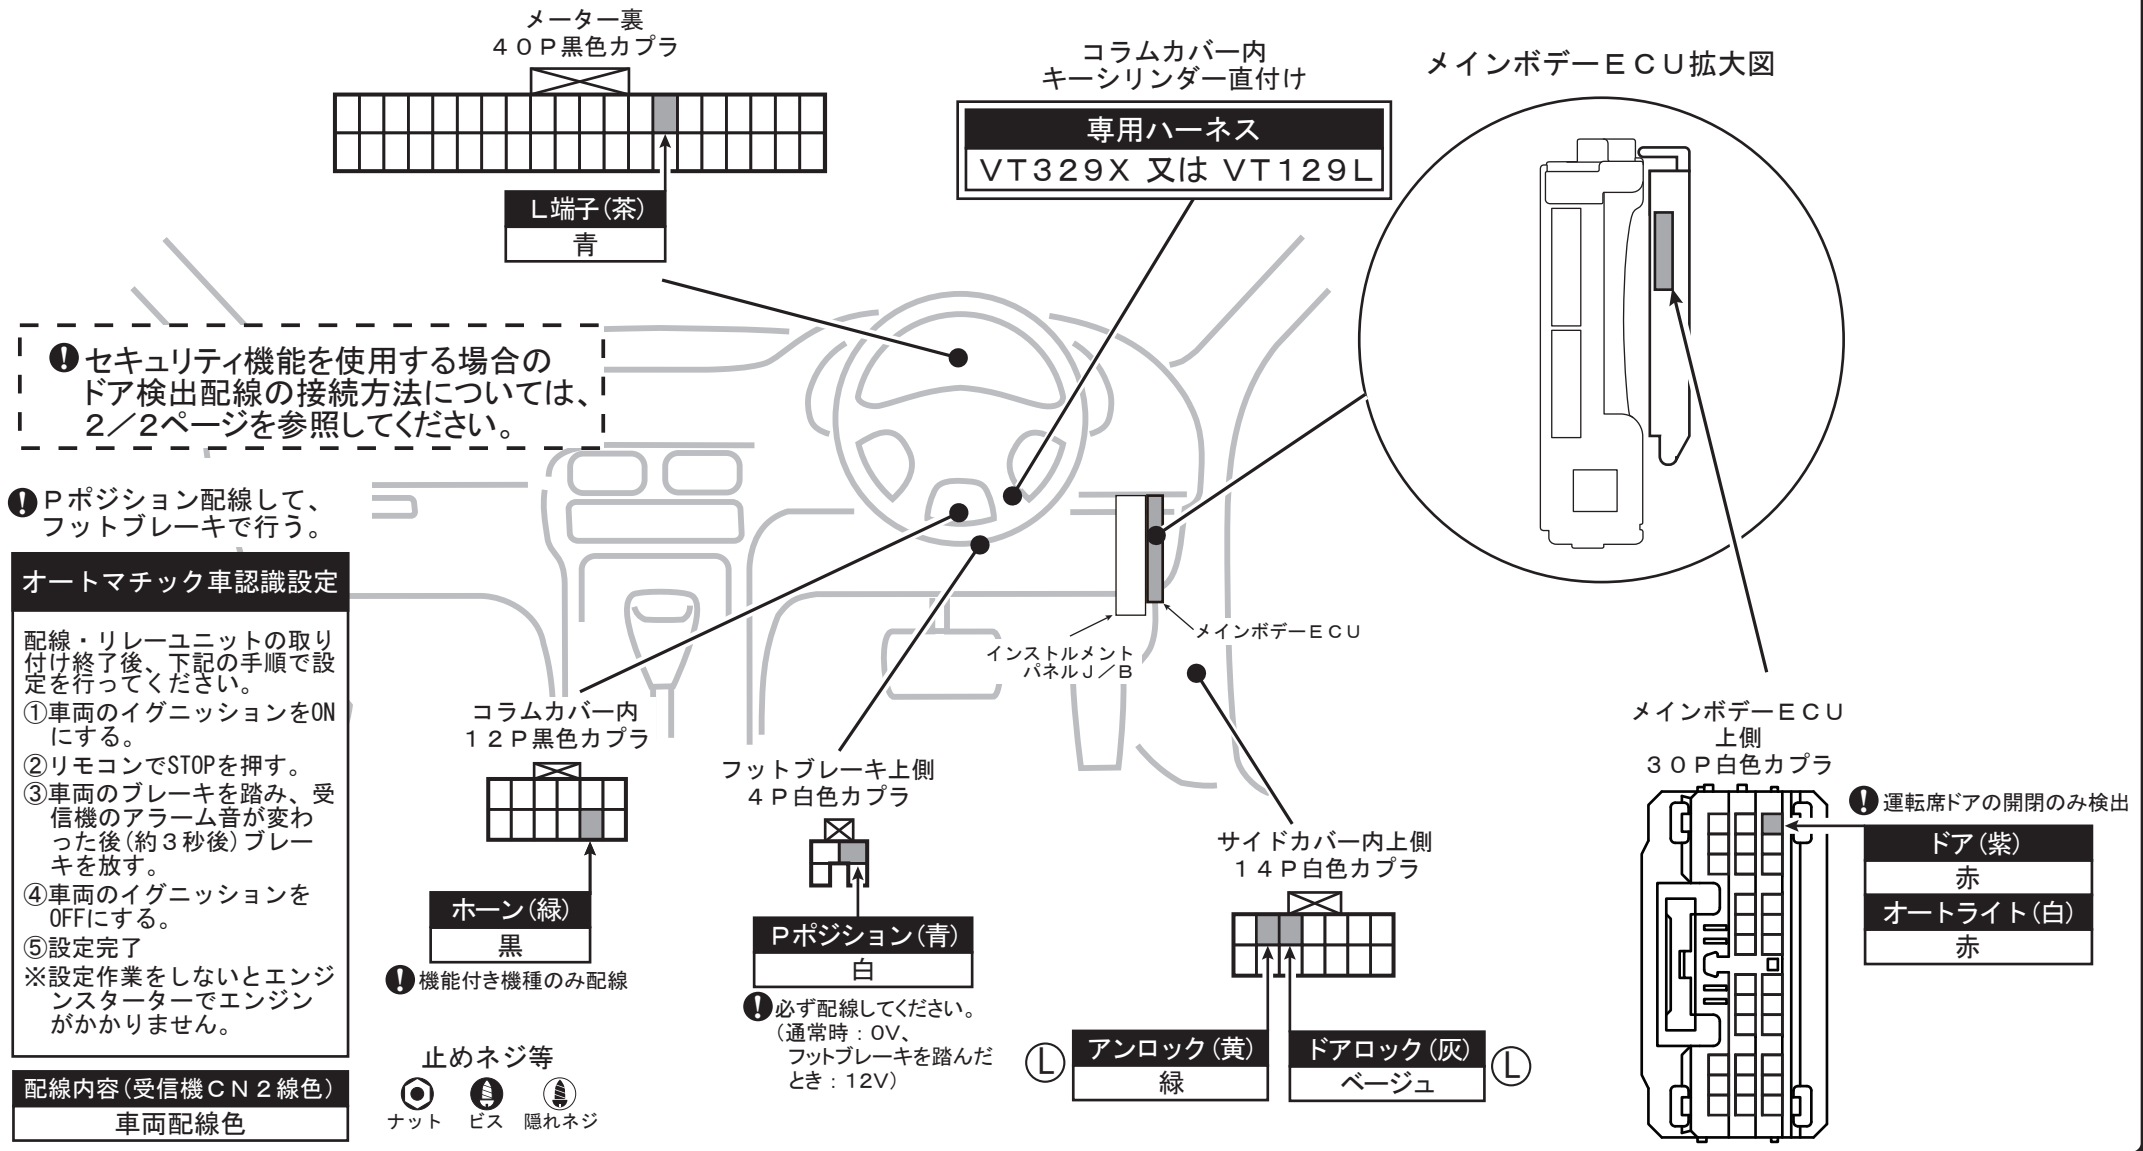 メーター裏
４０Ｐ黒色カプラ
Ｌ端子(茶)
青
コラムカバー内
キーシリンダー直付け
専用ハーネス
ＶＴ３２９Ｘ 又は ＶＴ１２９Ｌ
メインボデーＥＣＵ拡大図
セキュリティ機能を使用する場合の
ドア検出配線の接続方法については、
２／２ページを参照してください。
Ｐポジション配線して、
フットブレーキで行う。
オートマチック車認識設定
配線・リレーユニットの取り
付け終了後、下記の手順で設
定を行ってください。
①車両のイグニッションをON
にする。
②リモコンでSTOPを押す。
③車両のブレーキを踏み、受
信機のアラーム音が変わ
った後(約３秒後)ブレー
キを放す。
④車両のイグニッションを
OFFにする。
⑤設定完了
※設定作業をしないとエンジ
ンスターターでエンジン
がかかりません。
配線内容(受信機ＣＮ２線色)
車両配線色
コラムカバー内
１２Ｐ黒色カプラ
ホーン(緑)
黒
機能付き機種のみ配線
止めネジ等
ナット ビス 隠れネジ
フットブレーキ上側
４Ｐ白色カプラ
Ｐポジション(青)
白
必ず配線してください。
(通常時：0V、
フットブレーキを踏んだ
とき：12V)
インストルメント
パネルＪ／Ｂ
メインボデーＥＣＵ
サイドカバー内上側
１４Ｐ白色カプラ
Ⓛ
アンロック(黄)
緑
ドアロック(灰)
ベージュ
Ⓛ
メインボデーＥＣＵ
上側
３０Ｐ白色カプラ
運転席ドアの開閉のみ検出
ドア(紫)
赤
オートライト(白)
赤